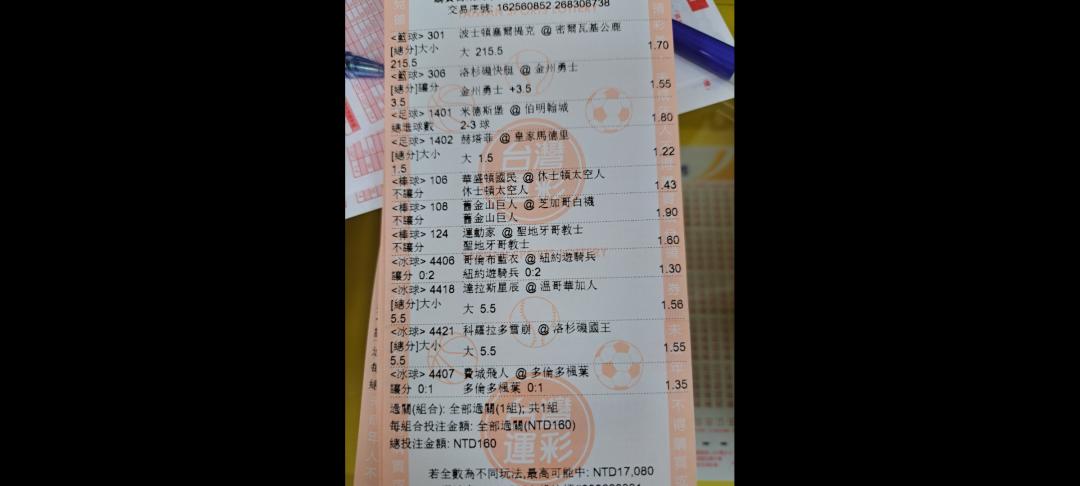 交易序號: 162560852 268306738
<籃球> 301 波士頓塞爾提克 @ 密爾瓦基公鹿
[總分]大小 大 215.5 1.70
215.5
<籃球> 306 洛杉磯快艇 @ 金州勇士
[總分]讓分 金州勇士 +3.5 1.55
3.5
<足球> 1401 米德斯堡 @ 伯明翰城
總進球數 2-3 球 1.80
<足球> 1402 赫塔菲 @ 皇家馬德里
[總分]大小 大 1.5 1.22
1.5
<棒球> 106 華盛頓國民 @ 休士頓太空人
不讓分 休士頓太空人 1.43
<棒球> 108 舊金山巨人 @ 芝加哥白襪
不讓分 舊金山巨人 1.90
<棒球> 124 運動家 @ 聖地牙哥教士
不讓分 聖地牙哥教士 1.60
<冰球> 4406 哥倫布藍衣 @ 紐約遊騎兵
讓分 0:2 紐約遊騎兵 0:2 1.30
<冰球> 4418 達拉斯星辰 @ 溫哥華加人
[總分]大小 大 5.5 1.56
5.5
<冰球> 4421 科羅拉多雪崩 @ 洛杉磯國王
[總分]大小 大 5.5 1.55
5.5
<冰球> 4407 費城飛人 @ 多倫多楓葉
讓分 0:1 多倫多楓葉 0:1 1.35
過關(組合): 全部過關(1組); 共1組
每組合投注金額: 全部過關(NTD160)
總投注金額: NTD160
若全數為不同玩法,最高可能中: NTD17,080
台灣
運彩